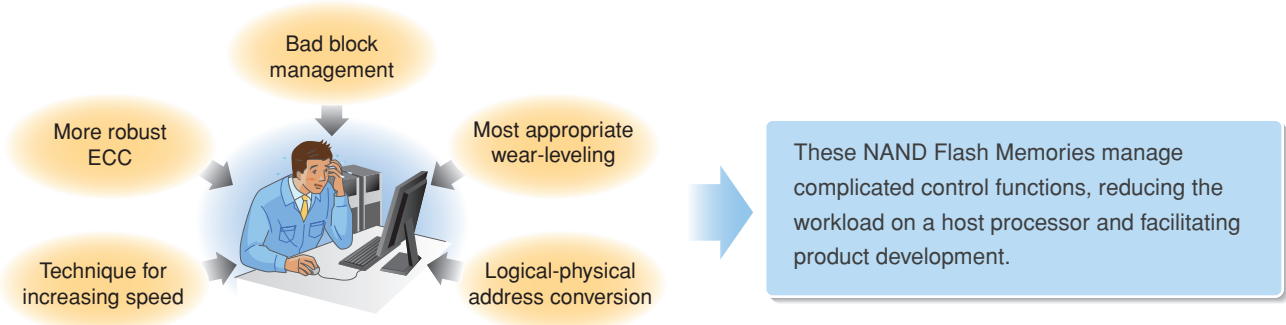 Bad block
management
More robust
ECC
Most appropriate
wear-leveling
Technique for
increasing speed
Logical-physical
address conversion
These NAND Flash Memories manage
complicated control functions, reducing the
workload on a host processor and facilitating
product development.